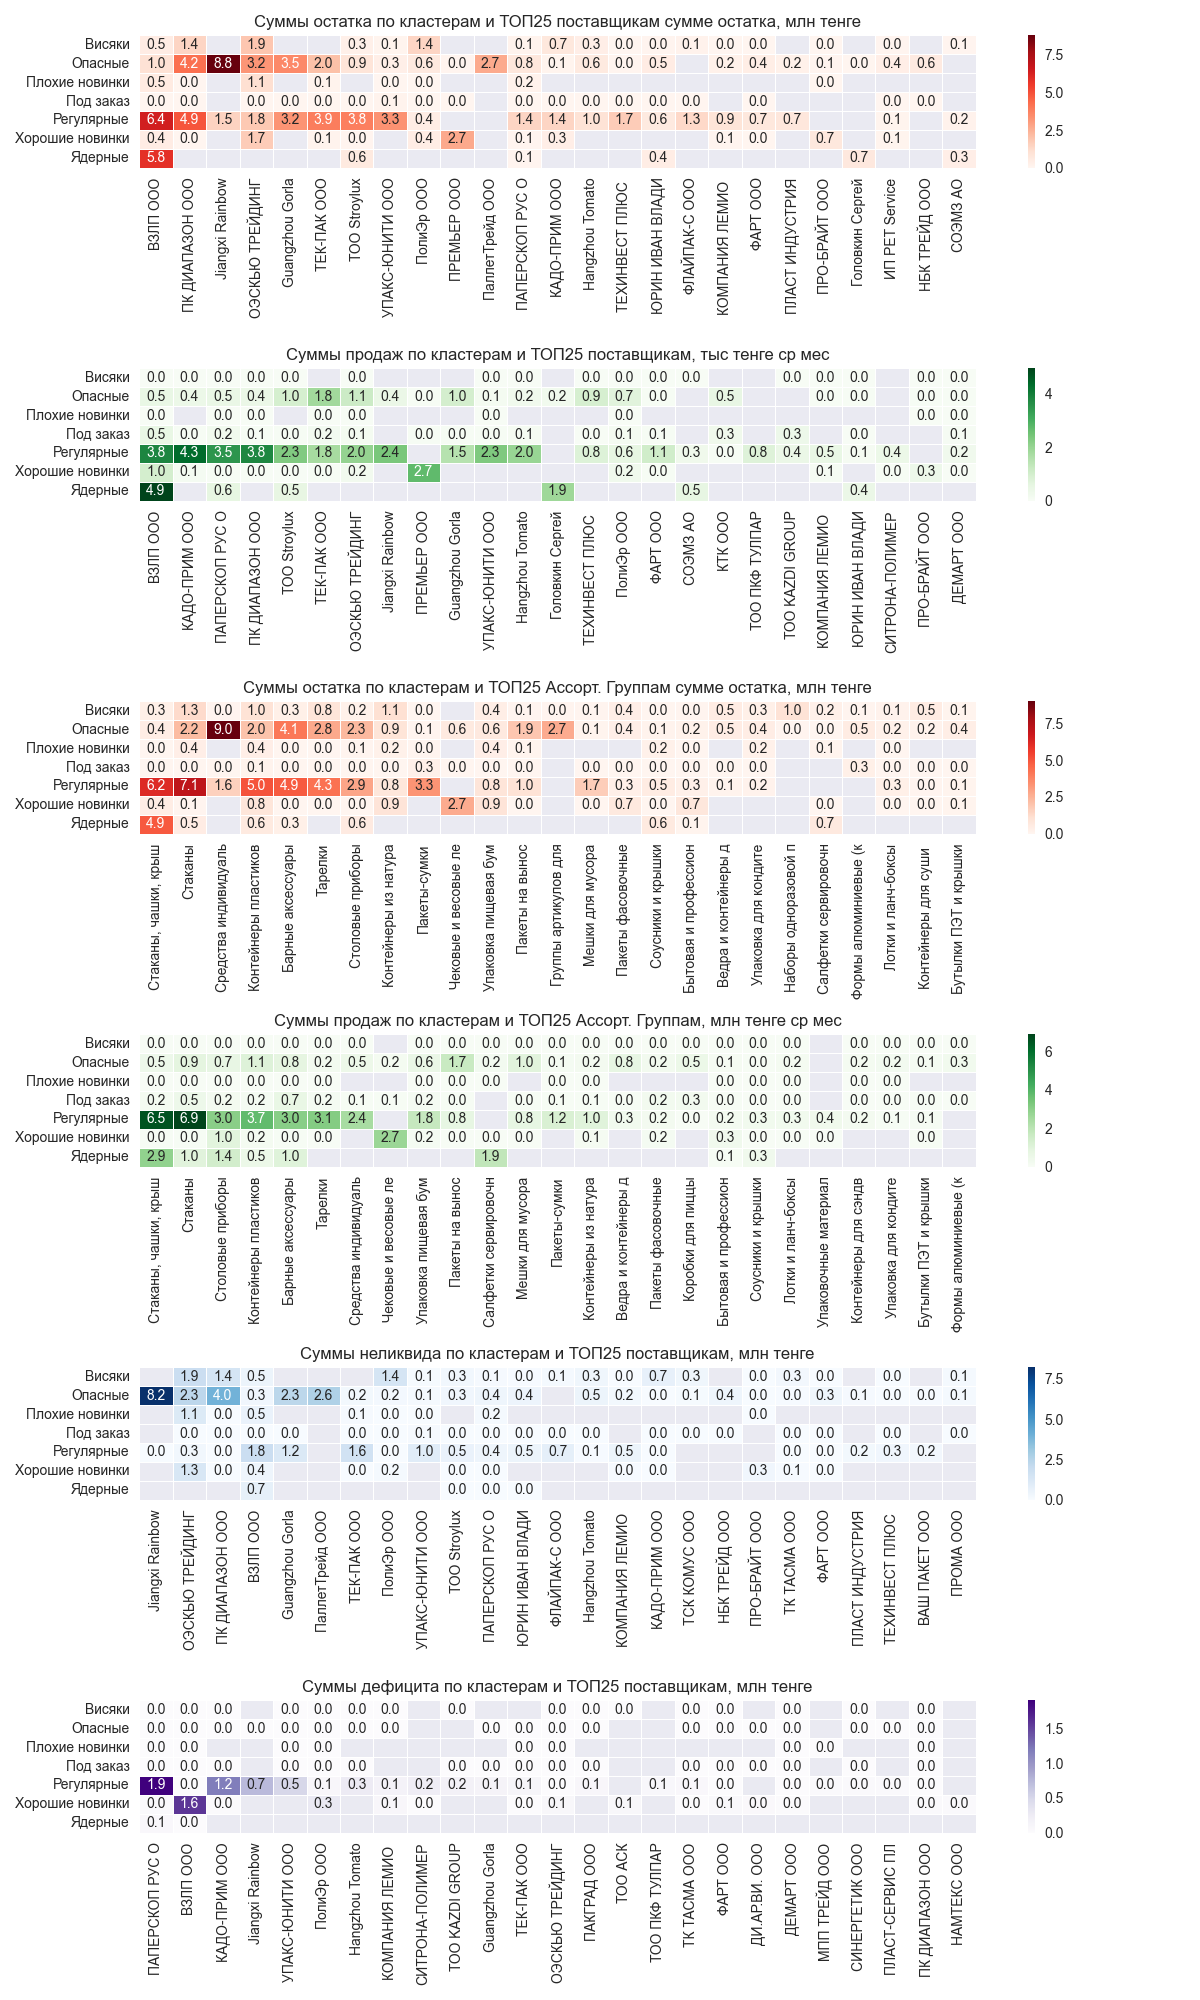 Суммы остатка по кластерам и ТОП25 поставщикам сумме остатка, млн тенге
Висяки 0.5 1.4 1.9 0.3 0.1 1.4 0.1 0.7 0.3 0.0 0.0 0.1 0.0 0.0 0.0 0.0 0.1
Опасные 1.0 4.2 8.8 3.2 3.5 2.0 0.9 0.3 0.6 0.0 2.7 0.8 0.1 0.6 0.0 0.5 0.2 0.4 0.2 0.1 0.0 0.4 0.6
Плохие новинки 0.5 0.0 1.1 0.1 0.0 0.0 0.2 0.0
Под заказ 0.0 0.0 0.0 0.0 0.0 0.0 0.1 0.0 0.0 0.0 0.0 0.0 0.0 0.0 0.0 0.0 0.0 0.0
Регулярные 6.4 4.9 1.5 1.8 3.2 3.9 3.8 3.3 0.4 1.4 1.4 1.0 1.7 0.6 1.3 0.9 0.7 0.7 0.1 0.2
Хорошие новинки 0.4 0.0 1.7 0.1 0.0 0.4 2.7 0.1 0.3 0.1 0.0 0.7 0.1
Ядерные 5.8 0.6 0.1 0.4 0.7 0.3
7.5
5.0
2.5
0.0
ВЗЛП ООО
ПК ДИАПАЗОН ООО
Jiangxi Rainbow
ОЭСКЬЮ ТРЕЙДИНГ
Guangzhou Gorla
ТЕК-ПАК ООО
ТОО Stroylux
УПАКС-ЮНИТИ ООО
ПолиЭр ООО
ПРЕМЬЕР ООО
ПаллетТрейд ООО
ПАПЕРСКОП РУС О
КАДО-ПРИМ ООО
Hangzhou Tomato
ТЕХИНВЕСТ ПЛЮС
ЮРИН ИВАН ВЛАДИ
ФЛАЙПАК-С ООО
КОМПАНИЯ ЛЕМИО
ФАРТ ООО
ПЛАСТ ИНДУСТРИЯ
ПРО-БРАЙТ ООО
Головкин Сергей
ИП PET Service
НБК ТРЕЙД ООО
СОЭМЗ АО
Суммы продаж по кластерам и ТОП25 поставщикам, тыс тенге ср мес
Висяки 0.0 0.0 0.0 0.0 0.0 0.0 0.0 0.0 0.0 0.0 0.0 0.0 0.0 0.0 0.0 0.0 0.0 0.0
Опасные 0.5 0.4 0.5 0.4 1.0 1.8 1.1 0.4 0.0 1.0 0.1 0.2 0.2 0.9 0.7 0.0 0.5 0.0 0.0 0.0 0.0
Плохие новинки 0.0 0.0 0.0 0.0 0.0 0.0 0.0 0.0 0.0
Под заказ 0.5 0.0 0.2 0.1 0.0 0.2 0.1 0.0 0.0 0.0 0.1 0.0 0.1 0.1 0.3 0.3 0.0 0.1
Регулярные 3.8 4.3 3.5 3.8 2.3 1.8 2.0 2.4 1.5 2.3 2.0 0.8 0.6 1.1 0.3 0.0 0.8 0.4 0.5 0.1 0.4 0.2
Хорошие новинки 1.0 0.1 0.0 0.0 0.0 0.0 0.2 2.7 0.2 0.0 0.1 0.0 0.3 0.0
Ядерные 4.9 0.6 0.5 1.9 0.5 0.4
4
2
0
ВЗЛП ООО
КАДО-ПРИМ ООО
ПАПЕРСКОП РУС О
ПК ДИАПАЗОН ООО
ТОО Stroylux
ТЕК-ПАК ООО
ОЭСКЬЮ ТРЕЙДИНГ
Jiangxi Rainbow
ПРЕМЬЕР ООО
Guangzhou Gorla
УПАКС-ЮНИТИ ООО
Hangzhou Tomato
Головкин Сергей
ТЕХИНВЕСТ ПЛЮС
ПолиЭр ООО
ФАРТ ООО
СОЭМЗ АО
КТК ООО
ТОО ПКФ ТУЛПАР
ТОО KAZDI GROUP
КОМПАНИЯ ЛЕМИО
ЮРИН ИВАН ВЛАДИ
СИТРОНА-ПОЛИМЕР
ПРО-БРАЙТ ООО
ДЕМАРТ ООО
Суммы остатка по кластерам и ТОП25 Ассорт. Группам сумме остатка, млн тенге
Висяки 0.3 1.3 0.0 1.0 0.3 0.8 0.2 1.1 0.0 0.4 0.1 0.0 0.1 0.4 0.0 0.0 0.5 0.3 1.0 0.2 0.1 0.1 0.5 0.1
Опасные 0.4 2.2 9.0 2.0 4.1 2.8 2.3 0.9 0.1 0.6 0.6 1.9 2.7 0.1 0.4 0.1 0.2 0.5 0.4 0.0 0.0 0.5 0.2 0.2 0.4
Плохие новинки 0.0 0.4 0.4 0.0 0.0 0.1 0.2 0.0 0.4 0.1 0.2 0.0 0.2 0.1 0.0
Под заказ 0.0 0.0 0.0 0.1 0.0 0.0 0.0 0.0 0.3 0.0 0.0 0.0 0.0 0.0 0.0 0.0 0.0 0.0 0.3 0.0 0.0 0.0
Регулярные 6.2 7.1 1.6 5.0 4.9 4.3 2.9 0.8 3.3 0.8 1.0 1.7 0.3 0.5 0.3 0.1 0.2 0.3 0.0 0.1
Хорошие новинки 0.4 0.1 0.8 0.0 0.0 0.0 0.9 2.7 0.9 0.0 0.0 0.7 0.0 0.7 0.0 0.0 0.0 0.1
Ядерные 4.9 0.5 0.6 0.3 0.6 0.6 0.1 0.7
7.5
5.0
2.5
0.0
Стаканы, чашки, крыш
Стаканы
Средства индивидуаль
Контейнеры пластиков
Барные аксессуары
Тарелки
Столовые приборы
Контейнеры из натура
Пакеты-сумки
Чековые и весовые ле
Упаковка пищевая бум
Пакеты на вынос
Группы артикулов для
Мешки для мусора
Пакеты фасовочные
Соусники и крышки
Бытовая и профессион
Ведра и контейнеры д
Упаковка для кондите
Наборы одноразовой п
Салфетки сервировочн
Формы алюминиевые (к
Лотки и ланч-боксы
Контейнеры для суши
Бутылки ПЭТ и крышки
Суммы продаж по кластерам и ТОП25 Ассорт. Группам, млн тенге ср мес
Висяки 0.0 0.0 0.0 0.0 0.0 0.0 0.0 0.0 0.0 0.0 0.0 0.0 0.0 0.0 0.0 0.0 0.0 0.0 0.0 0.0 0.0 0.0 0.0
Опасные 0.5 0.9 0.7 1.1 0.8 0.2 0.5 0.2 0.6 1.7 0.2 1.0 0.1 0.2 0.8 0.2 0.5 0.1 0.0 0.2 0.2 0.2 0.1 0.3
Плохие новинки 0.0 0.0 0.0 0.0 0.0 0.0 0.0 0.0 0.0 0.0 0.0 0.0 0.0 0.0 0.0 0.0
Под заказ 0.2 0.5 0.2 0.2 0.7 0.2 0.1 0.1 0.2 0.0 0.0 0.1 0.1 0.0 0.2 0.3 0.0 0.0 0.0 0.0 0.0 0.0 0.0 0.0
Регулярные 6.5 6.9 3.0 3.7 3.0 3.1 2.4 1.8 0.8 0.8 1.2 1.0 0.3 0.2 0.0 0.2 0.3 0.3 0.4 0.2 0.1 0.1
Хорошие новинки 0.0 0.0 1.0 0.2 0.0 0.0 2.7 0.2 0.0 0.0 0.0 0.1 0.2 0.3 0.0 0.0 0.0 0.0
Ядерные 2.9 1.0 1.4 0.5 1.0 1.9 0.1 0.3
6
4
2
0
Стаканы, чашки, крыш
Стаканы
Столовые приборы
Контейнеры пластиков
Барные аксессуары
Тарелки
Средства индивидуаль
Чековые и весовые ле
Упаковка пищевая бум
Пакеты на вынос
Салфетки сервировочн
Мешки для мусора
Пакеты-сумки
Контейнеры из натура
Ведра и контейнеры д
Пакеты фасовочные
Коробки для пиццы
Бытовая и профессион
Соусники и крышки
Лотки и ланч-боксы
Упаковочные материал
Контейнеры для сэндв
Упаковка для кондите
Бутылки ПЭТ и крышки
Формы алюминиевые (к
Суммы неликвида по кластерам и ТОП25 поставщикам, млн тенге
Висяки 1.9 1.4 0.5 1.4 0.1 0.3 0.1 0.0 0.1 0.3 0.0 0.7 0.3 0.0 0.3 0.0 0.0 0.1
Опасные 8.2 2.3 4.0 0.3 2.3 2.6 0.2 0.2 0.1 0.3 0.4 0.4 0.5 0.2 0.0 0.1 0.4 0.0 0.0 0.3 0.1 0.0 0.0 0.1
Плохие новинки 1.1 0.0 0.5 0.1 0.0 0.0 0.2 0.0
Под заказ 0.0 0.0 0.0 0.0 0.0 0.0 0.1 0.0 0.0 0.0 0.0 0.0 0.0 0.0 0.0 0.0 0.0 0.0
Регулярные 0.0 0.3 0.0 1.8 1.2 1.6 0.0 1.0 0.5 0.4 0.5 0.7 0.1 0.5 0.0 0.0 0.0 0.2 0.3 0.2
Хорошие новинки 1.3 0.0 0.4 0.0 0.2 0.0 0.0 0.0 0.0 0.3 0.1 0.0
Ядерные 0.7 0.0 0.0 0.0
7.5
5.0
2.5
0.0
Jiangxi Rainbow
ОЭСКЬЮ ТРЕЙДИНГ
ПК ДИАПАЗОН ООО
ВЗЛП ООО
Guangzhou Gorla
ПаллетТрейд ООО
ТЕК-ПАК ООО
ПолиЭр ООО
УПАКС-ЮНИТИ ООО
ТОО Stroylux
ПАПЕРСКОП РУС О
ЮРИН ИВАН ВЛАДИ
ФЛАЙПАК-С ООО
Hangzhou Tomato
КОМПАНИЯ ЛЕМИО
КАДО-ПРИМ ООО
ТСК КОМУС ООО
НБК ТРЕЙД ООО
ПРО-БРАЙТ ООО
ТК ТАСМА ООО
ФАРТ ООО
ПЛАСТ ИНДУСТРИЯ
ТЕХИНВЕСТ ПЛЮС
ВАШ ПАКЕТ ООО
ПРОМА ООО
Суммы дефицита по кластерам и ТОП25 поставщикам, млн тенге
Висяки 0.0 0.0 0.0 0.0 0.0 0.0 0.0 0.0 0.0 0.0 0.0 0.0 0.0 0.0 0.0
Опасные 0.0 0.0 0.0 0.0 0.0 0.0 0.0 0.0 0.0 0.0 0.0 0.0 0.0 0.0 0.0 0.0 0.0 0.0 0.0
Плохие новинки 0.0 0.0 0.0 0.0 0.0 0.0 0.0 0.0 0.0
Под заказ 0.0 0.0 0.0 0.0 0.0 0.0 0.0 0.0 0.0 0.0 0.0 0.0 0.0 0.0 0.0 0.0 0.0 0.0
Регулярные 1.9 0.0 1.2 0.7 0.5 0.1 0.3 0.1 0.2 0.2 0.1 0.1 0.0 0.1 0.1 0.1 0.0 0.0 0.0 0.0 0.0 0.0
Хорошие новинки 0.0 1.6 0.0 0.3 0.1 0.0 0.0 0.1 0.1 0.0 0.1 0.0 0.0 0.0 0.0
Ядерные 0.1 0.0
1.5
1.0
0.5
0.0
ПАПЕРСКОП РУС О
ВЗЛП ООО
КАДО-ПРИМ ООО
Jiangxi Rainbow
УПАКС-ЮНИТИ ООО
ПолиЭр ООО
Hangzhou Tomato
КОМПАНИЯ ЛЕМИО
СИТРОНА-ПОЛИМЕР
ТОО KAZDI GROUP
Guangzhou Gorla
ТЕК-ПАК ООО
ОЭСКЬЮ ТРЕЙДИНГ
ПАКГРАД ООО
ТОО АСК
ТОО ПКФ ТУЛПАР
ТК ТАСМА ООО
ФАРТ ООО
ДИ.АР.ВИ. ООО
ДЕМАРТ ООО
МПП ТРЕЙД ООО
СИНЕРГЕТИК ООО
ПЛАСТ-СЕРВИС ПЛ
ПК ДИАПАЗОН ООО
НАМТЕКС ООО